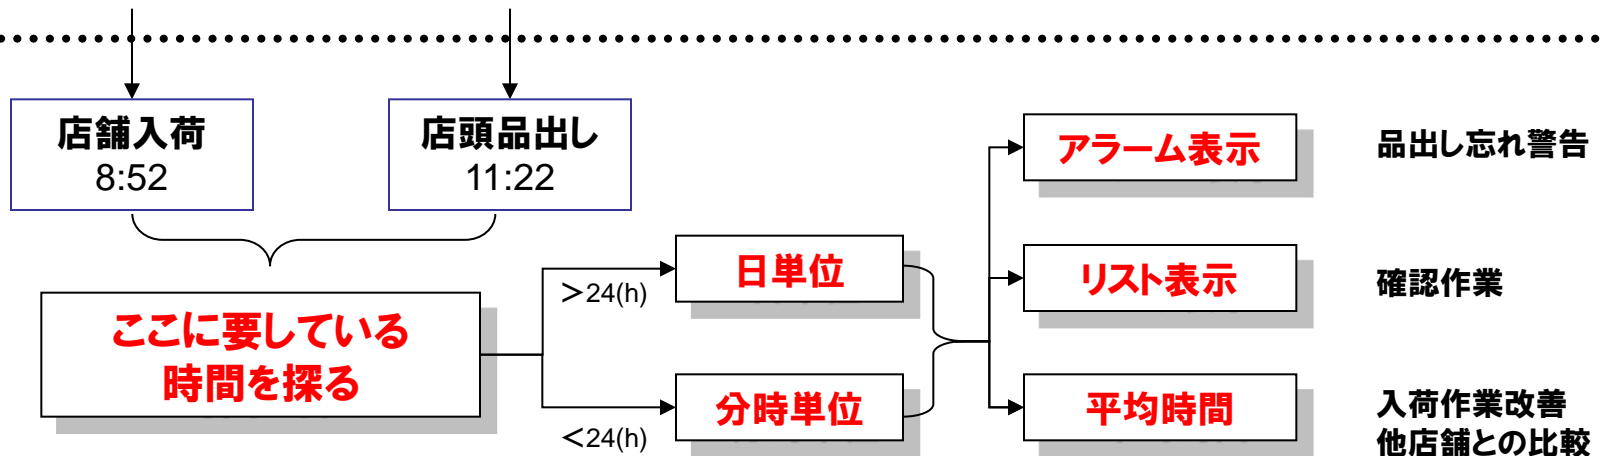 店舗入荷
8:52
店頭品出し
11:22
ここに要している
時間を探る
＞24(h)
＜24(h)
日単位
分時単位
アラーム表示
品出し忘れ警告
リスト表示
確認作業
平均時間
入荷作業改善
他店舗との比較